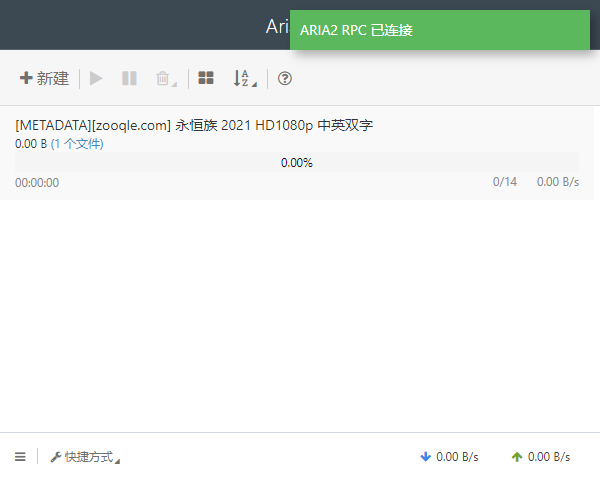 Aria
ARIA2 RPC 已连接
新建
[METADATA][zooqle.com] 永恒族 2021 HD1080p 中英双字
0.00 B (1 个文件)
0.00%
00:00:00 0/14 0.00 B/s
快捷方式 0.00 B/s 0.00 B/s